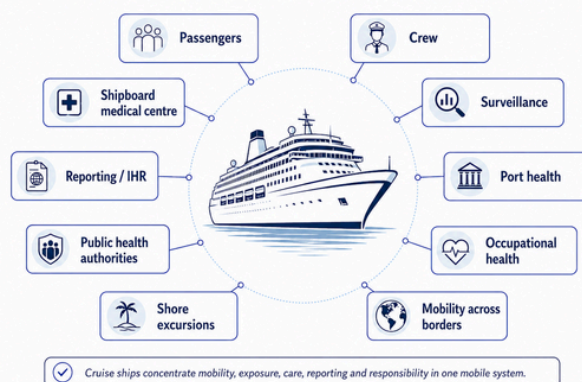 Passengers
Crew
Shipboard
medical centre
Surveillance
Reporting / IHR
Port health
Public health
authorities
Occupational
health
Shore
excursions
Mobility across
borders
Cruise ships concentrate mobility, exposure, care, reporting and responsibility in one mobile system.